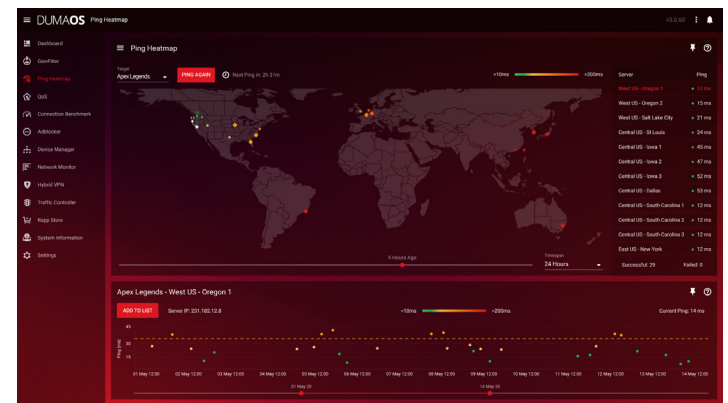 DUMAOS Ping Heatmap
v3.0.60
Dashboard
GeoFilter
Ping Heatmap
QoS
Connection Benchmark
Adblocker
Device Manager
Network Monitor
Hybrid VPN
Traffic Controller
Rapp Store
System Information
Settings
Ping Heatmap
Target
Apex Legends
PING AGAIN
Next Ping in: 2h 31m
<10ms
>200ms
Server Ping
West US - Oregon 1 12 ms
West US - Oregon 2 15 ms
West US - Salt Lake City 21 ms
Central US - St Louis 34 ms
Central US - Iowa 1 45 ms
Central US - Iowa 2 47 ms
Central US - Iowa 3 52 ms
Central US - Dallas 53 ms
Central US - South Carolina 1 12 ms
Central US - South Carolina 2 12 ms
Central US - South Carolina 3 12 ms
East US - New York 12 ms
Successful: 29 Failed: 0
6 Hours Ago
Timespan
24 Hours
Apex Legends - West US - Oregon 1
ADD TO LIST
Server IP: 231.182.12.8
<10ms
>200ms
Current Ping: 14 ms
Ping (ms)
45
30
15
01 May 12:00 02 May 12:00 03 May 12:00 04 May 12:00 05 May 12:00 06 May 12:00 07 May 12:00 08 May 12:00 09 May 12:00 10 May 12:00 11 May 12:00 12 May 12:00 13 May 12:00 14 May 12:00
01 May 20
14 May 20